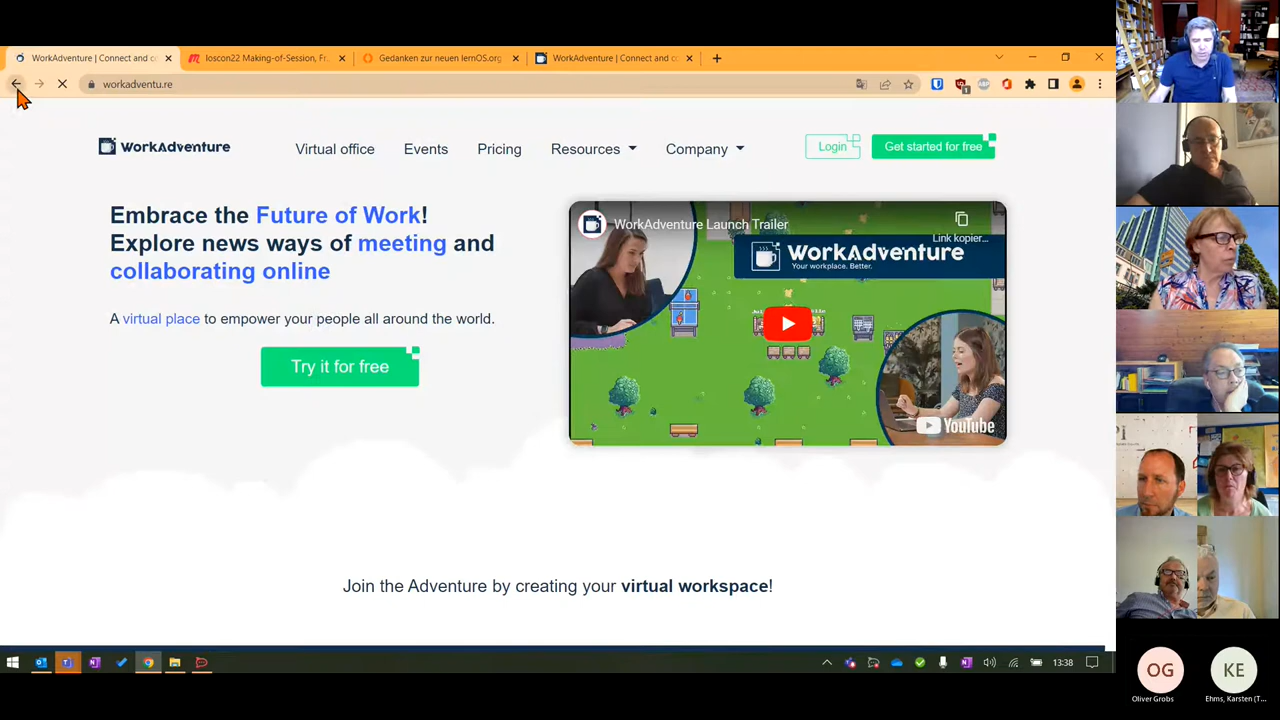 WorkAdventure | Connect and c
loscon22 Making-of-Session, Fr
Gedanken zur neuen lernOS.org
WorkAdventure | Connect and c
workadventu.re
WorkAdventure
Virtual office
Events
Pricing
Resources
Company
Login
Get started for free
Embrace the Future of Work!
Explore news ways of meeting and
collaborating online
A virtual place to empower your people all around the world.
Try it for free
WorkAdventure Launch Trailer
Link kopier...
WorkAdventure
Your workplace. Better.
YouTube
Join the Adventure by creating your virtual workspace!
13:38
OG
KE
Oliver Grobs
Ehms, Karsten (T...